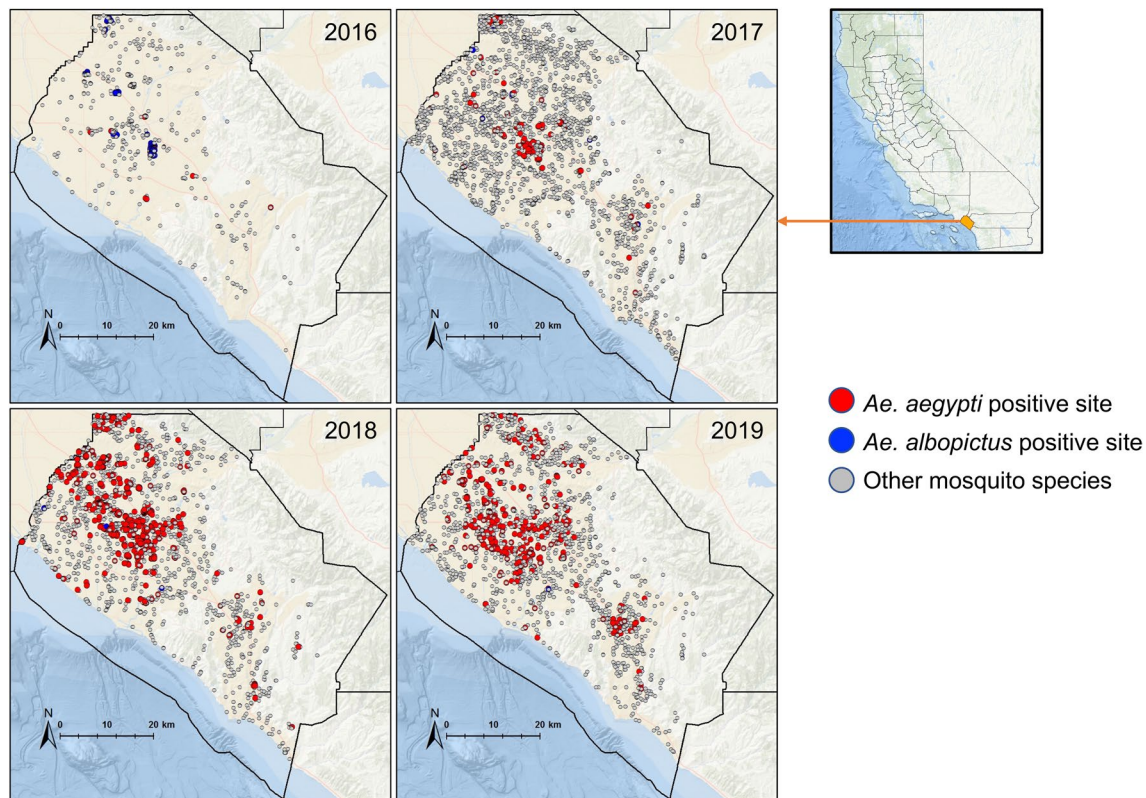 2016
2017
N
0 10 20 km
N
0 10 20 km
Ae. aegypti positive site
Ae. albopictus positive site
Other mosquito species
2018
2019
N
0 10 20 km
N
0 10 20 km